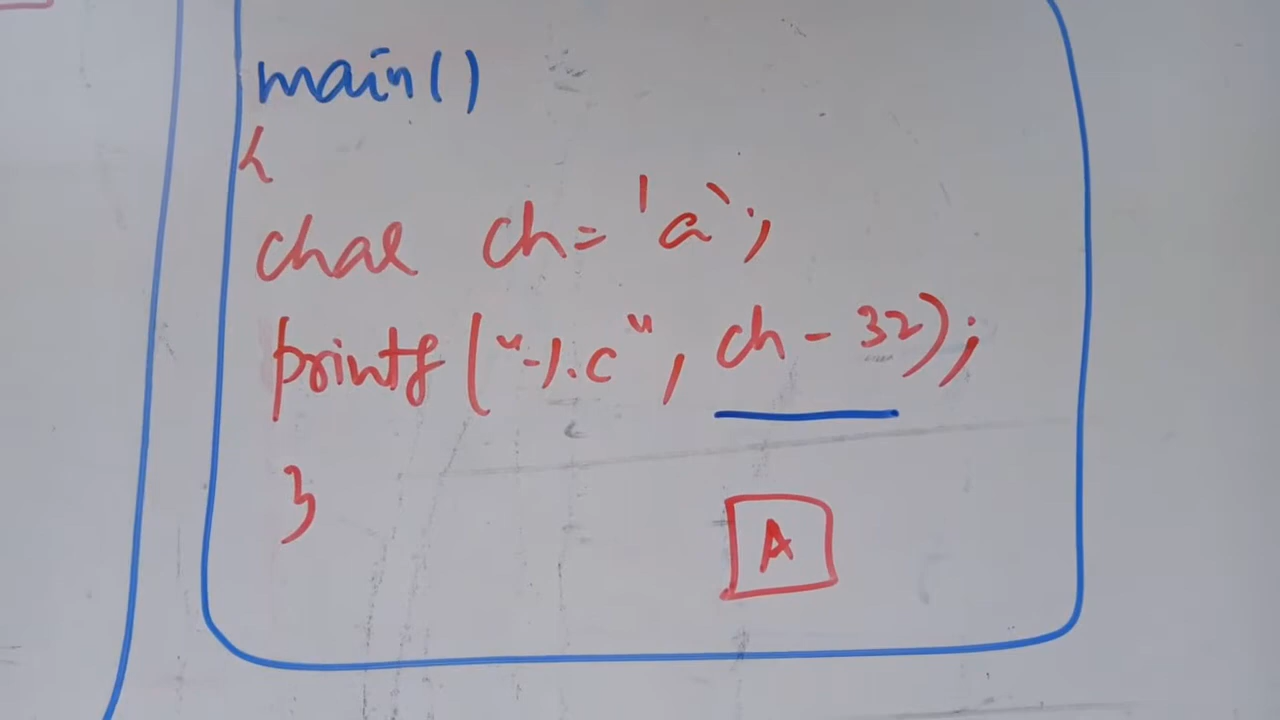 main()
{
char ch= 'a';
printf("%c", ch - 32);
}
A